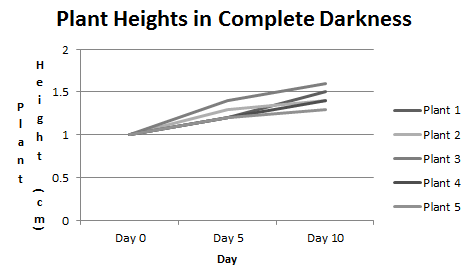 Plant Heights in Complete Darkness
Plant Height (cm)
2
1.5
1
0.5
0
Day 0 Day 5 Day 10
Day
Plant 1
Plant 2
Plant 3
Plant 4
Plant 5